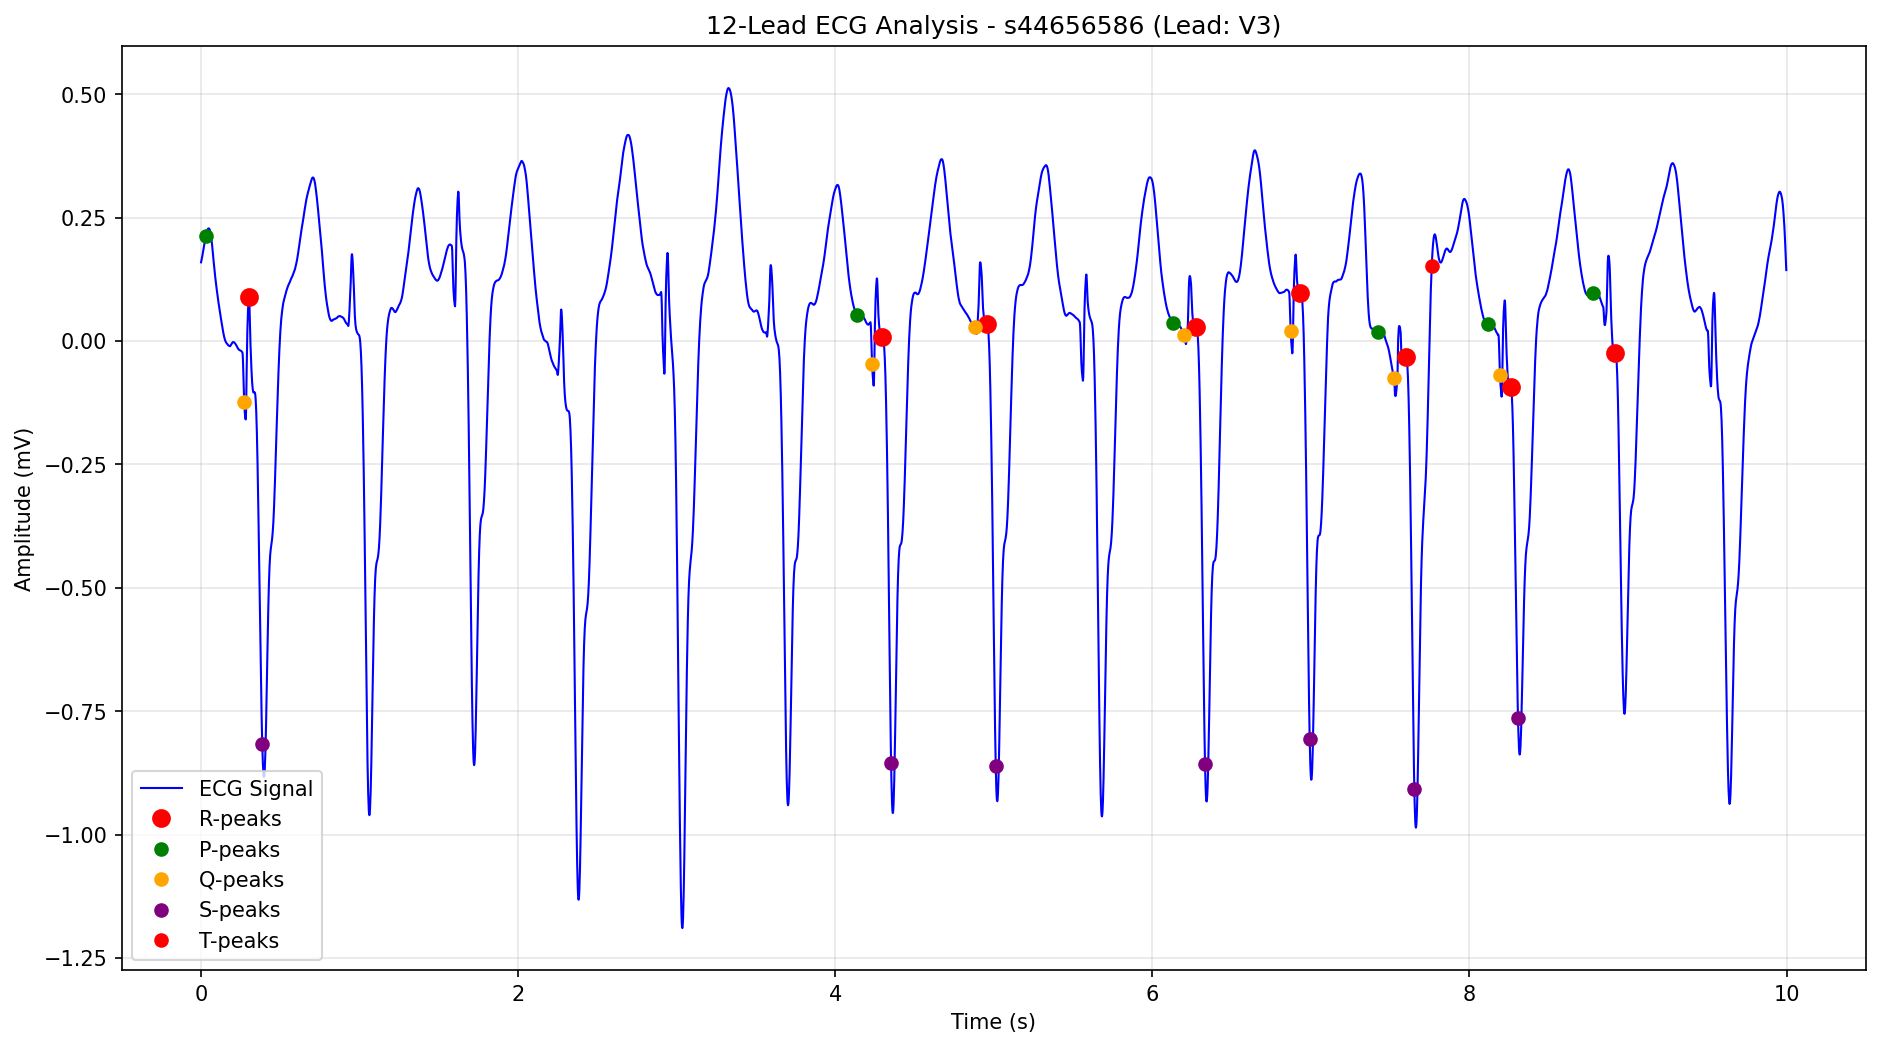 12-Lead ECG Analysis - s44656586 (Lead: V3)
Amplitude (mV)
0.50
0.25
0.00
−0.25
−0.50
−0.75
−1.00
−1.25
ECG Signal
R-peaks
P-peaks
Q-peaks
S-peaks
T-peaks
0 2 4 6 8 10
Time (s)